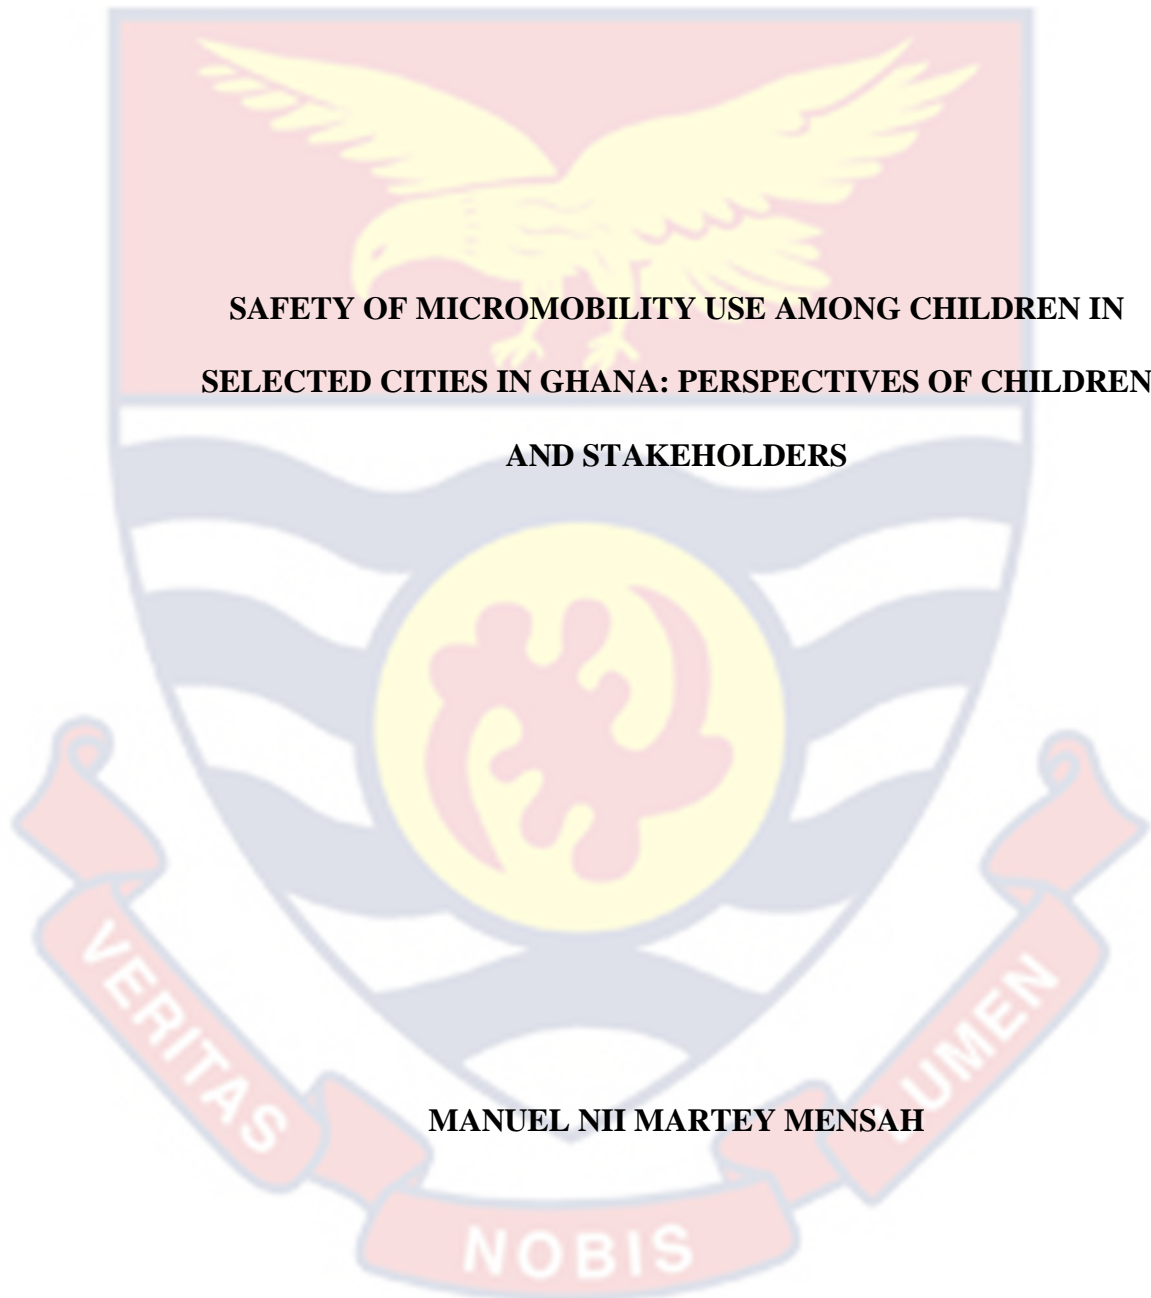 SAFETY OF MICROMOBILITY USE AMONG CHILDREN IN
SELECTED CITIES IN GHANA: PERSPECTIVES OF CHILDREN
AND STAKEHOLDERS
MANUEL NII MARTEY MENSAH
VERITAS
NOBIS
LUMEN